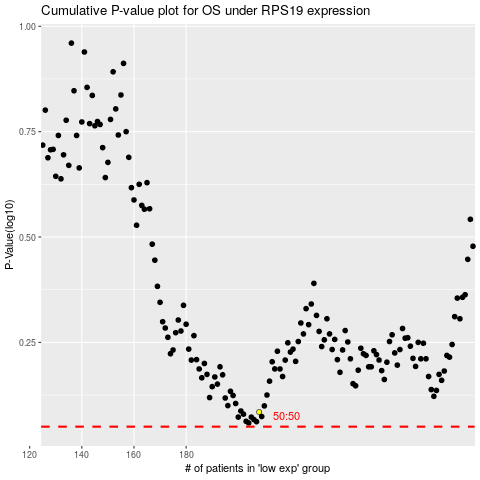 Cumulative P-value plot for OS under RPS19 expression
1.00
0.75
0.50
0.25
P-Value(log10)
50:50
120 140 160 180
# of patients in 'low exp' group